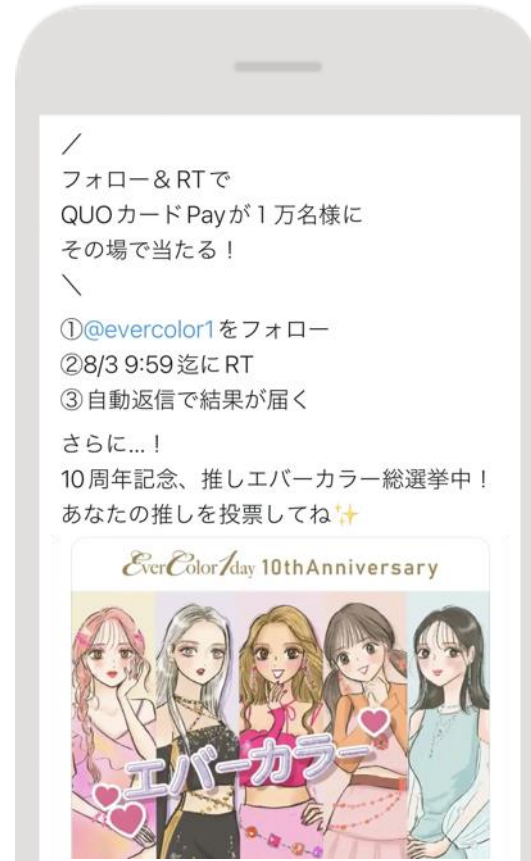 ／
フォロー＆RTで
QUOカードPayが1万名様に
その場で当たる！
＼
①@evercolor1をフォロー
②8/3 9:59迄にRT
③自動返信で結果が届く
さらに…！
10周年記念、推しエバーカラー総選挙中！
あなたの推しを投票してね✨
EverColor1day 10thAnniversary
エバーカラー